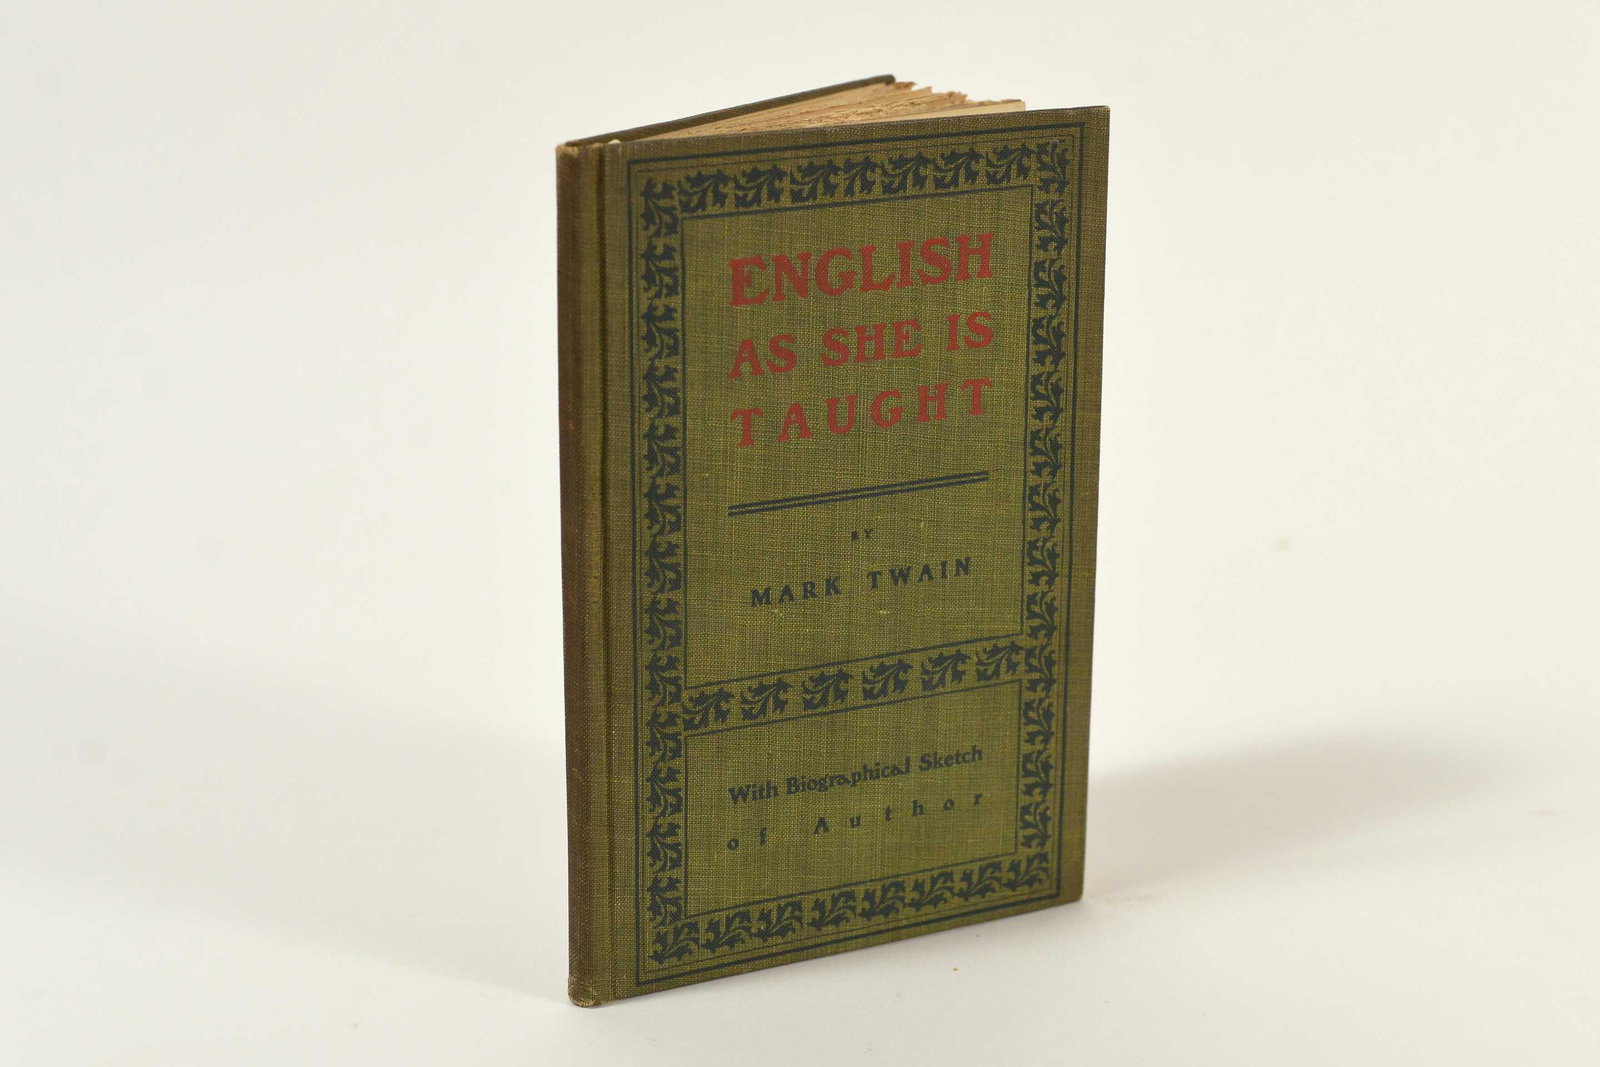 ENGLISH
AS SHE IS
TAUGHT
BY
MARK TWAIN
With Biographical Sketch
of Author